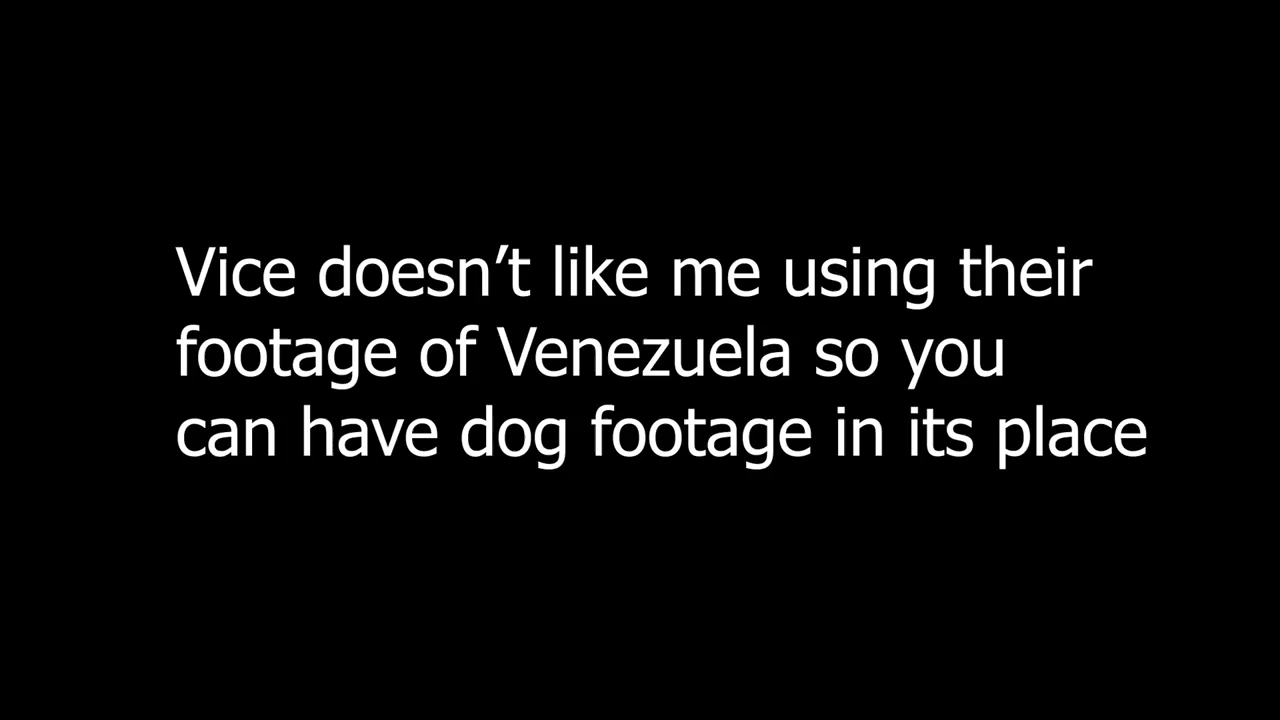 Vice doesn’t like me using their
footage of Venezuela so you
can have dog footage in its place